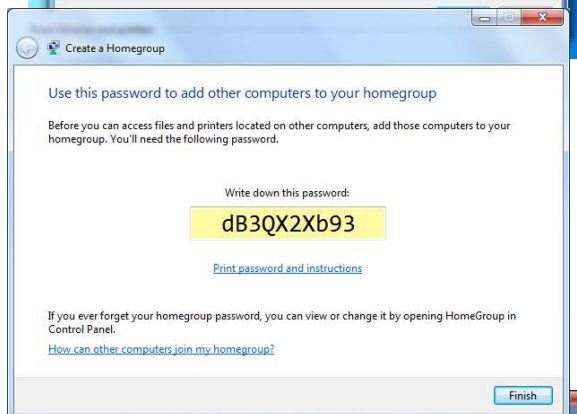 Create a Homegroup
Use this password to add other computers to your homegroup
Before you can access files and printers located on other computers, add those computers to your
homegroup. You'll need the following password.
Write down this password:
dB3QX2Xb93
Print password and instructions
If you ever forget your homegroup password, you can view or change it by opening HomeGroup in
Control Panel.
How can other computers join my homegroup?
Finish